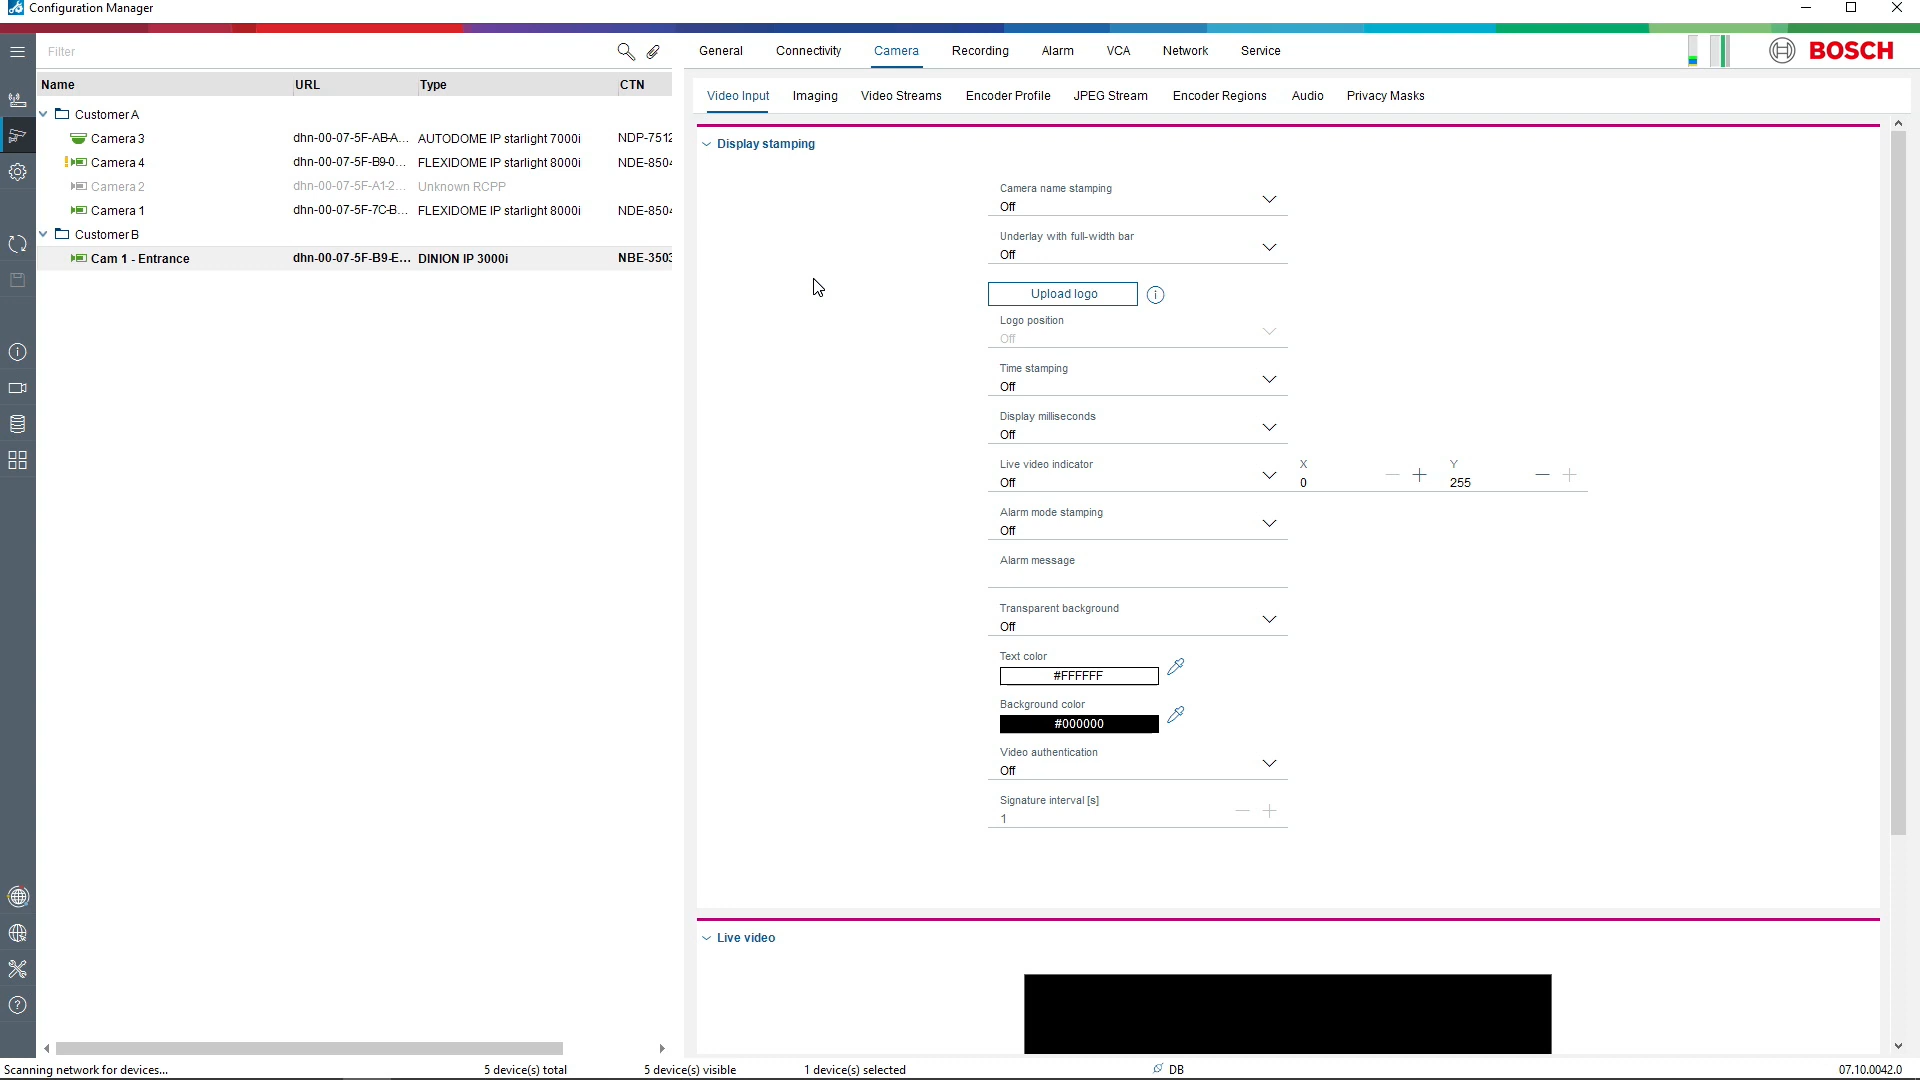 Configuration Manager
Filter
General
Connectivity
Camera
Recording
Alarm
VCA
Network
Service
BOSCH
Name
URL
Type
CTN
Video Input
Imaging
Video Streams
Encoder Profile
JPEG Stream
Encoder Regions
Audio
Privacy Masks
Customer A
Camera 3
dhn-00-07-5F-AB-A...
AUTODOME IP starlight 7000i
NDP-7512
Camera 4
dhn-00-07-5F-B9-0...
FLEXIDOME IP starlight 8000i
NDE-8504
Camera 2
dhn-00-07-5F-A1-2...
Unknown RCPP
Camera 1
dhn-00-07-5F-7C-B...
FLEXIDOME IP starlight 8000i
NDE-8504
Customer B
Cam 1 - Entrance
dhn-00-07-5F-B9-E...
DINION IP 3000i
NBE-3503
Display stamping
Camera name stamping
Off
Underlay with full-width bar
Off
Upload logo
Logo position
Off
Time stamping
Off
Display milliseconds
Off
Live video indicator
Off
X
0
Y
255
Alarm mode stamping
Off
Alarm message
Transparent background
Off
Text color
#FFFFFF
Background color
#000000
Video authentication
Off
Signature interval [s]
1
Live video
Scanning network for devices...
5 device(s) total
5 device(s) visible
1 device(s) selected
DB
07.10.0042.0